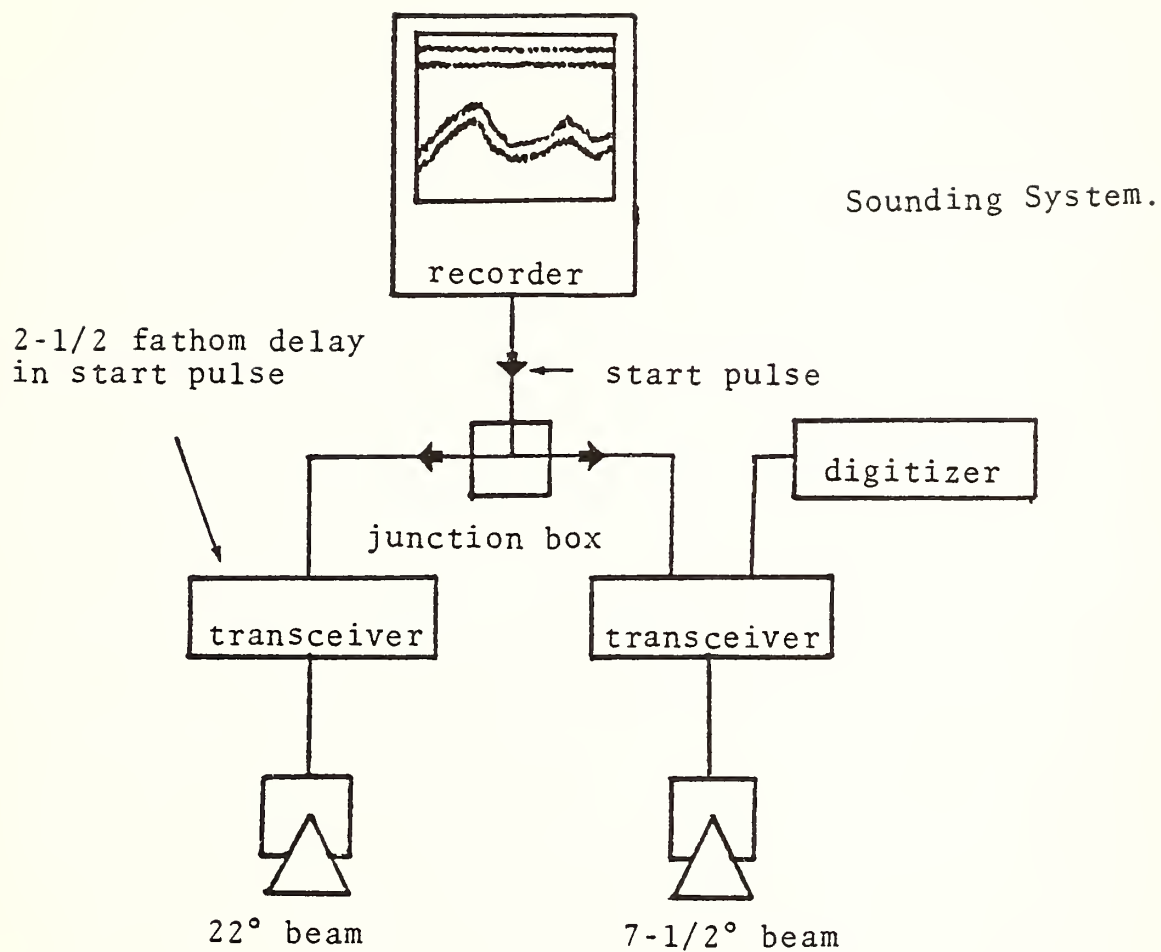 Sounding System.
recorder
2-1/2 fathom delay
in start pulse
start pulse
digitizer
junction box
transceiver
transceiver
22° beam
7-1/2° beam